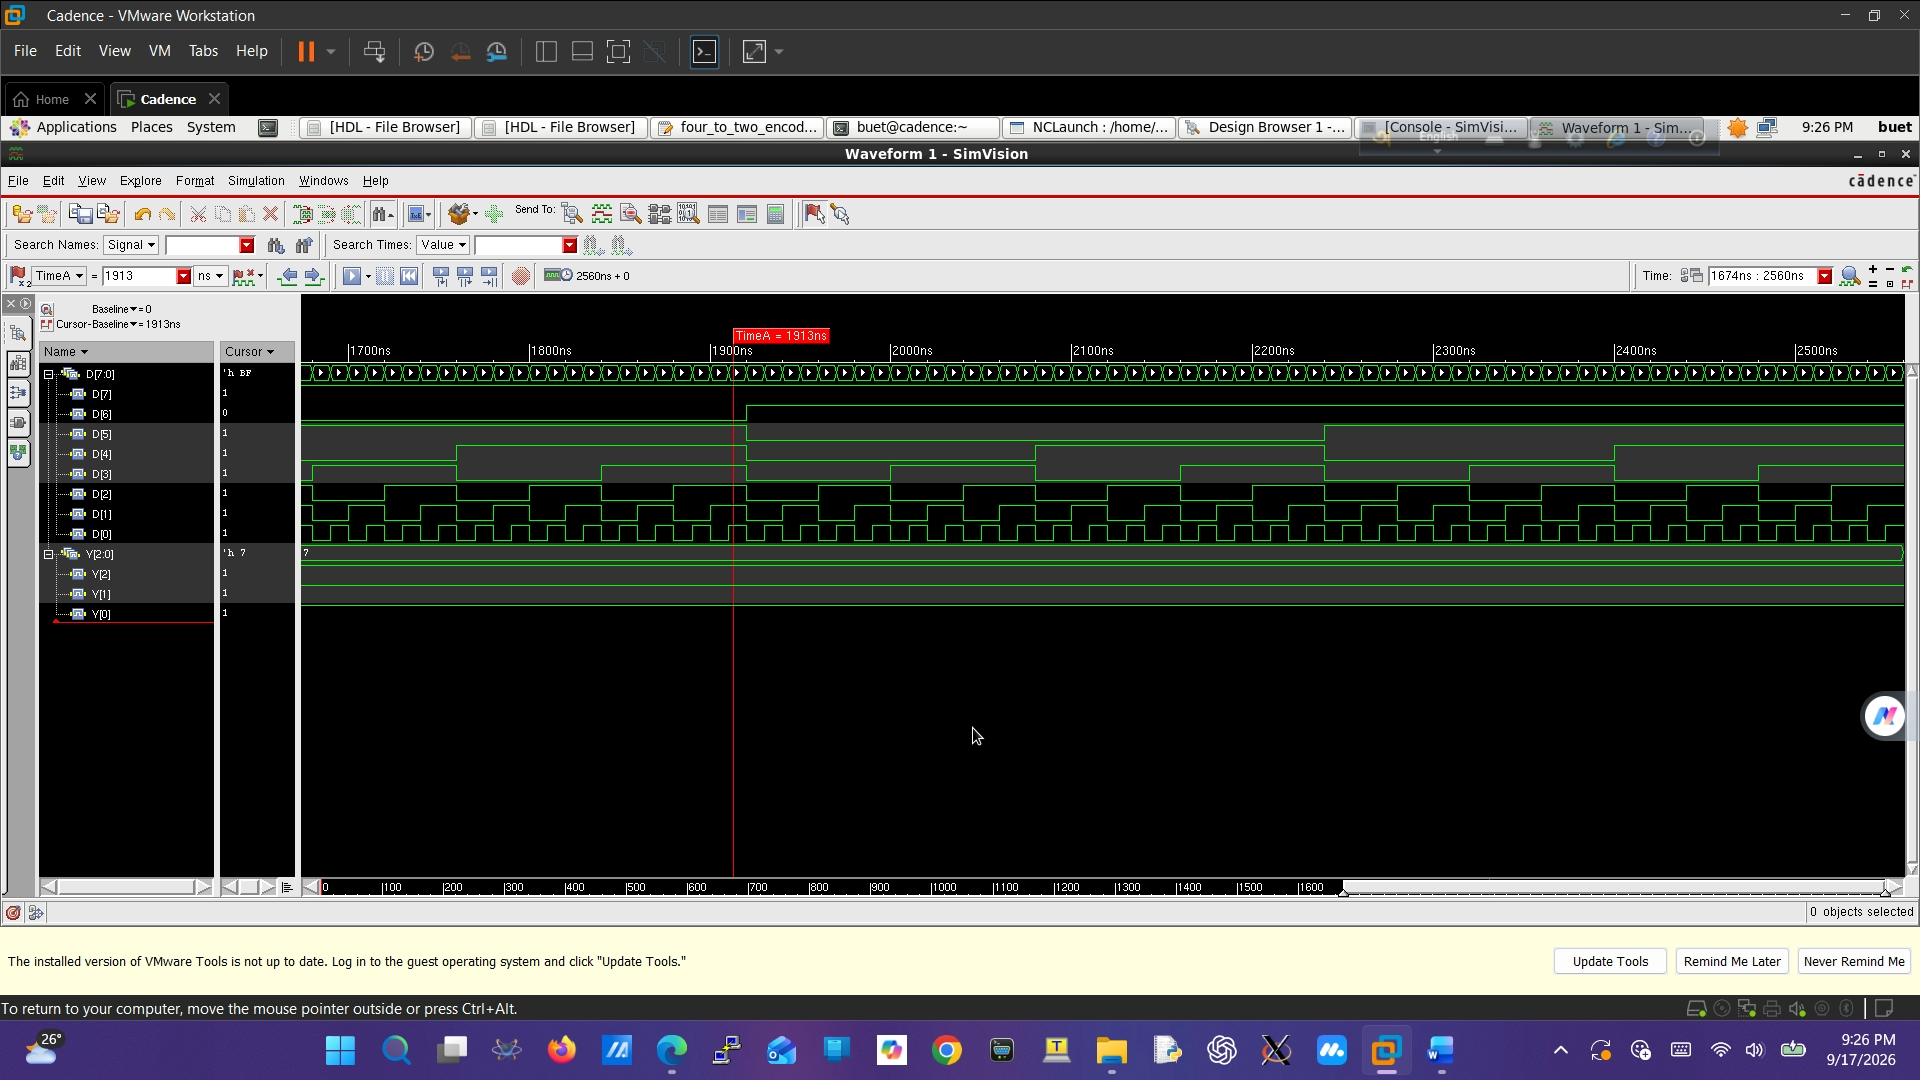 Cadence - VMware Workstation
File Edit View VM Tabs Help
Home Cadence
Applications Places System [HDL - File Browser] [HDL - File Browser] four_to_two_encod... buet@cadence:~ NCLaunch : /home/... Design Browser 1 -... [Console - SimVisi... Waveform 1 - Sim... 9:26 PM buet
English
Waveform 1 - SimVision
File Edit View Explore Format Simulation Windows Help cādence
Send To:
Search Names: Signal Search Times: Value
TimeA = 1913 ns 2560ns + 0 Time: 1674ns : 2560ns
Baseline = 0
Cursor-Baseline = 1913ns
TimeA = 1913ns
Name Cursor 1700ns 1800ns 1900ns 2000ns 2100ns 2200ns 2300ns 2400ns 2500ns
D[7:0] 'h BF
D[7] 1
D[6] 0
D[5] 1
D[4] 1
D[3] 1
D[2] 1
D[1] 1
D[0] 1
Y[2:0] 'h 7 7
Y[2] 1
Y[1] 1
Y[0] 1
0 100 200 300 400 500 600 700 800 900 1000 1100 1200 1300 1400 1500 1600
0 objects selected
The installed version of VMware Tools is not up to date. Log in to the guest operating system and click "Update Tools." Update Tools Remind Me Later Never Remind Me
To return to your computer, move the mouse pointer outside or press Ctrl+Alt.
26°
9:26 PM
9/17/2026